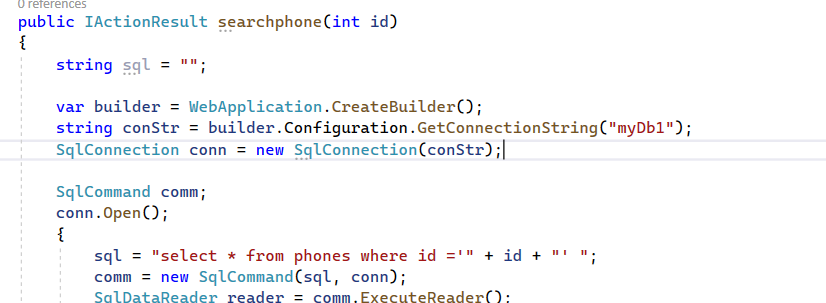 0 references
public IActionResult searchphone(int id)
{
string sql = "";
var builder = WebApplication.CreateBuilder();
string conStr = builder.Configuration.GetConnectionString("myDb1");
SqlConnection conn = new SqlConnection(conStr);
SqlCommand comm;
conn.Open();
{
sql = "select * from phones where id ='" + id + "' ";
comm = new SqlCommand(sql, conn);
SqlDataReader reader = comm.ExecuteReader();